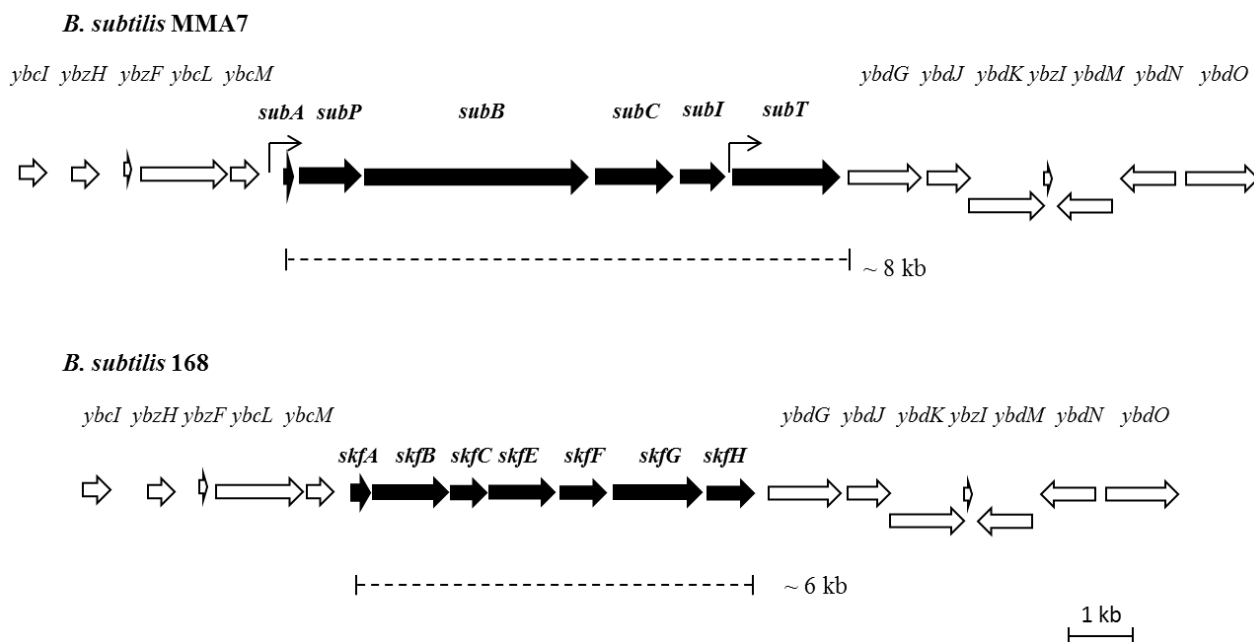 B. subtilis MMA7
ybcI ybzH ybzF ybcL ybcM ybdG ybdJ ybdK ybzI ybdM ybdN ybdO
subA subP subB subC subI subT
~ 8 kb
B. subtilis 168
ybcI ybzH ybzF ybcL ybcM ybdG ybdJ ybdK ybzI ybdM ybdN ybdO
skfA skfB skfC skfE skfF skfG skfH
~ 6 kb
1 kb